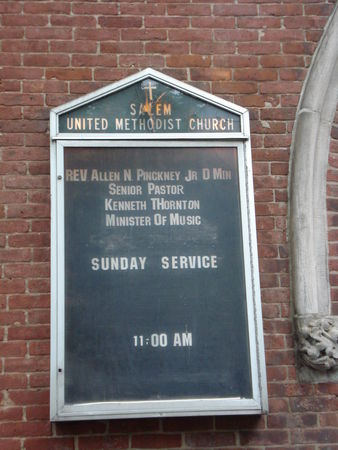 SALEM
UNITED METHODIST CHURCH
REV ALLEN N PINCKNEY JR D MIN
SENIOR PASTOR
KENNETH THORNTON
MINISTER OF MUSIC
SUNDAY SERVICE
11:00 AM